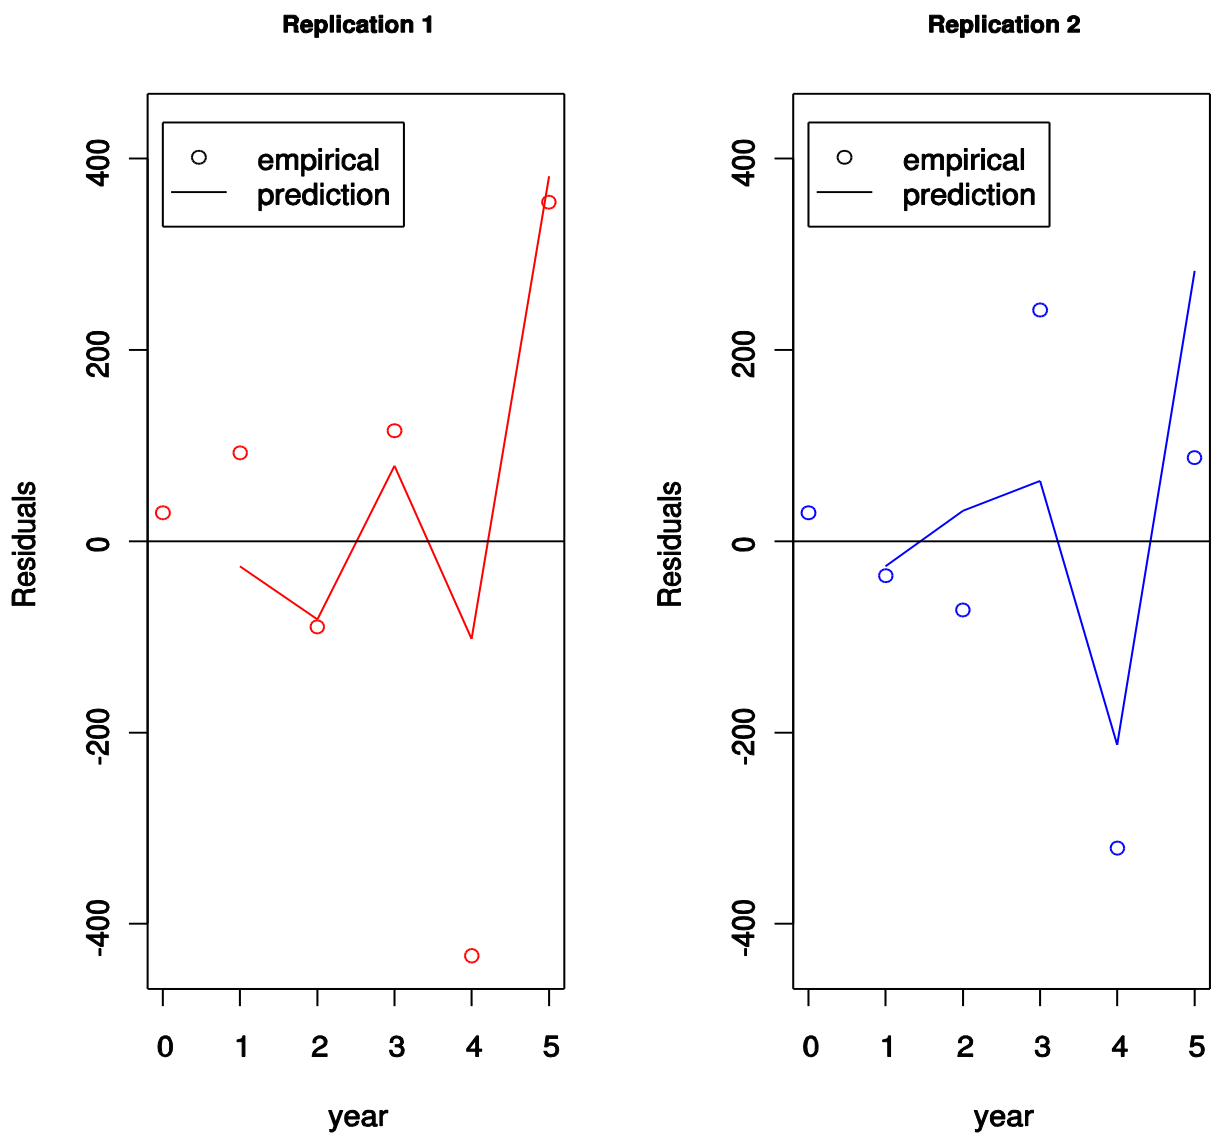 Replication 1
empirical
prediction
Residuals
400
200
0
-200
-400
0 1 2 3 4 5
year
Replication 2
empirical
prediction
Residuals
400
200
0
-200
-400
0 1 2 3 4 5
year